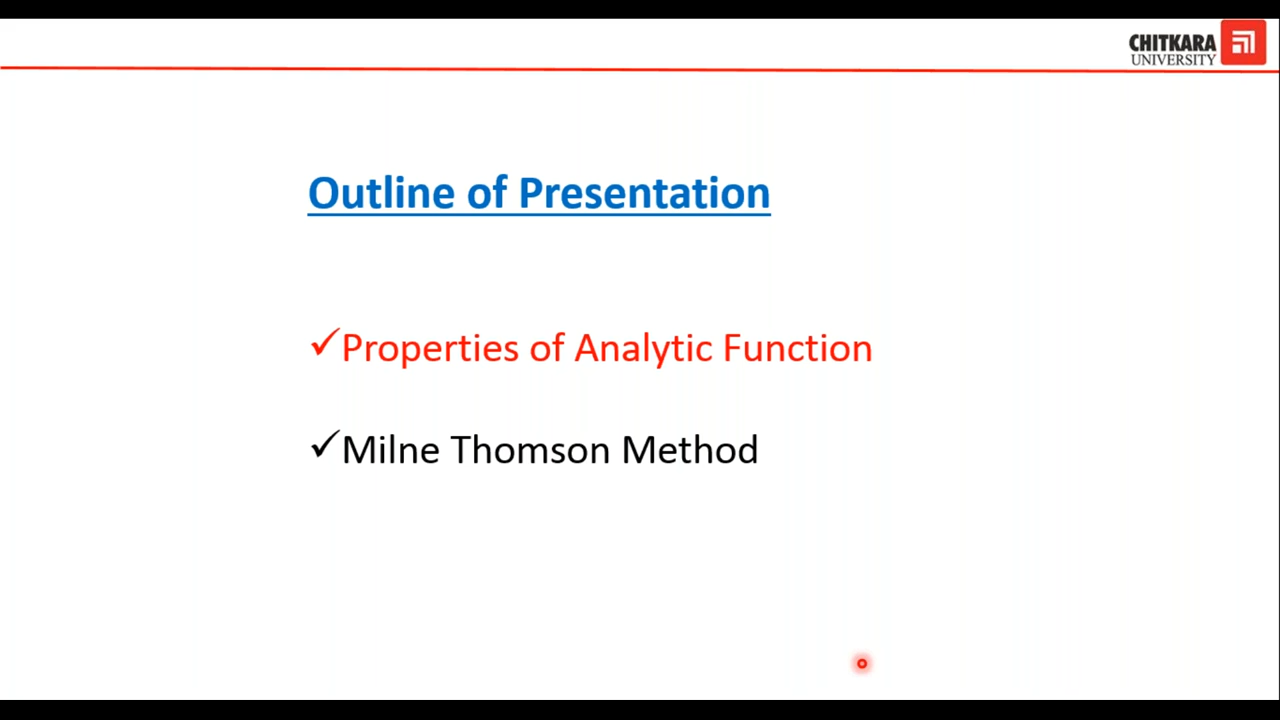 CHITKARA
UNIVERSITY
Outline of Presentation
✓Properties of Analytic Function
✓Milne Thomson Method